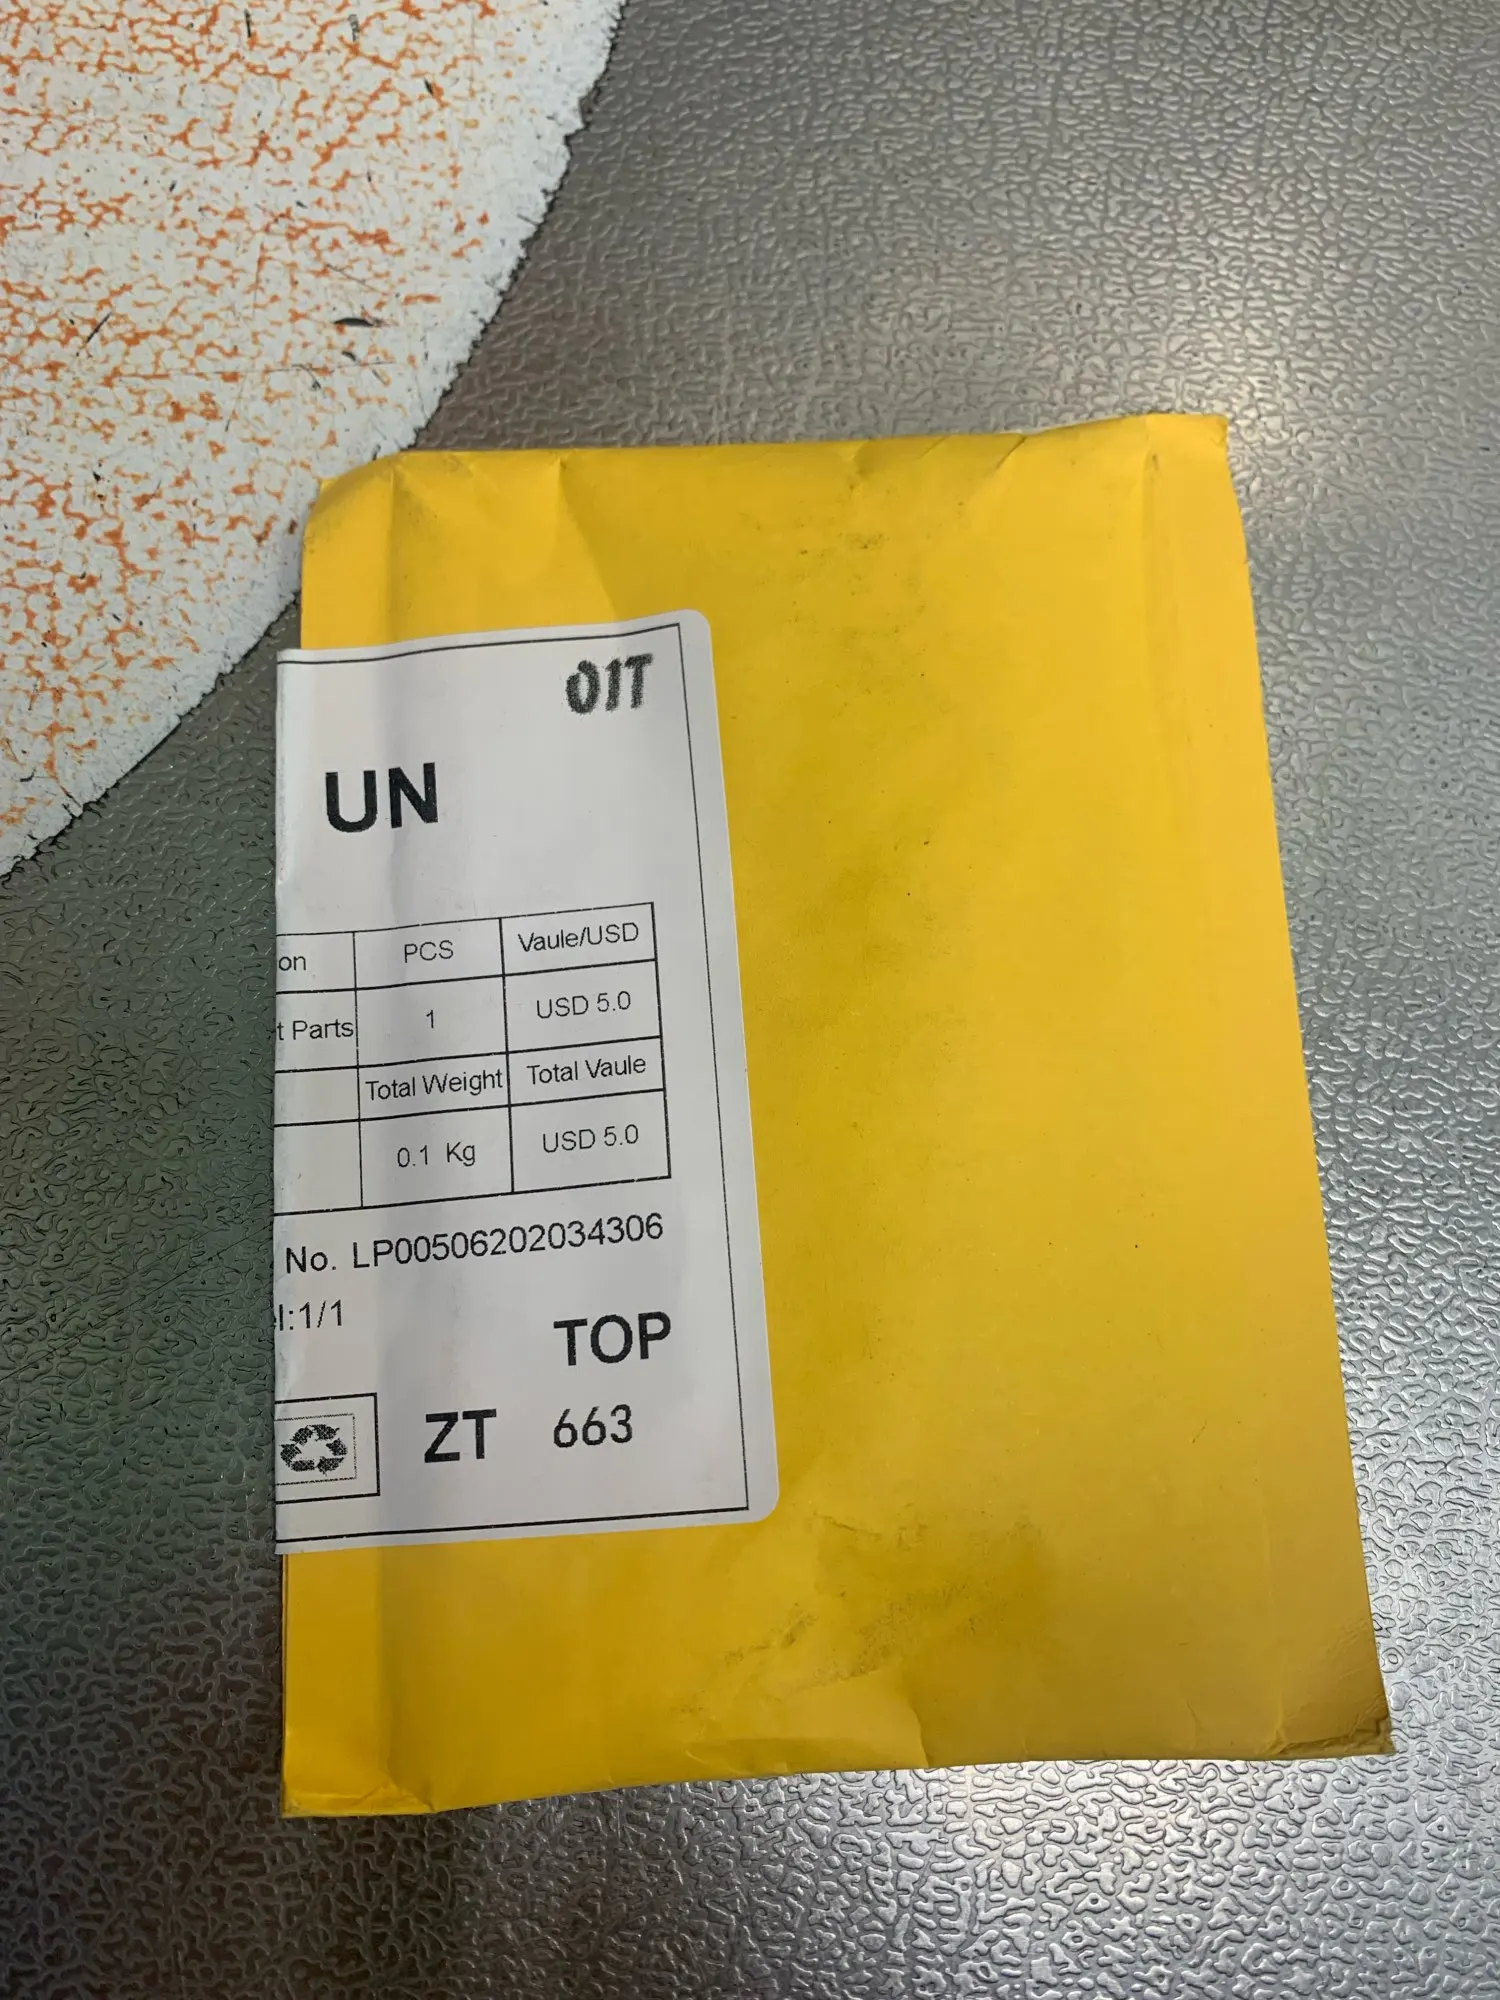 01T
UN
on PCS Vaule/USD
t Parts 1 USD 5.0
Total Weight Total Vaule
0.1 Kg USD 5.0
No. LP00506202034306
l:1/1
TOP
ZT 663